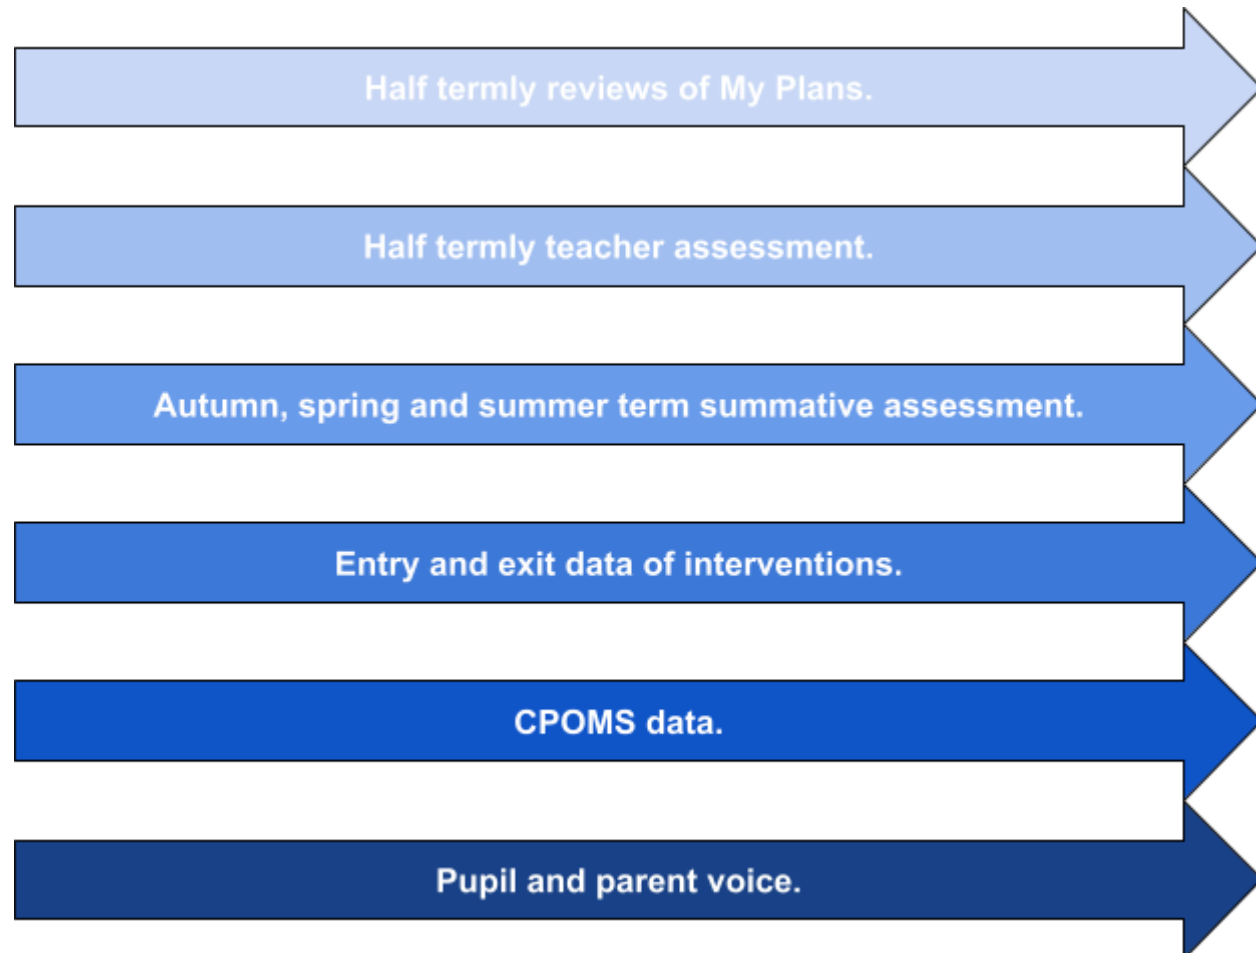 Half termly reviews of My Plans.
Half termly teacher assessment.
Autumn, spring and summer term summative assessment.
Entry and exit data of interventions.
CPOMS data.
Pupil and parent voice.